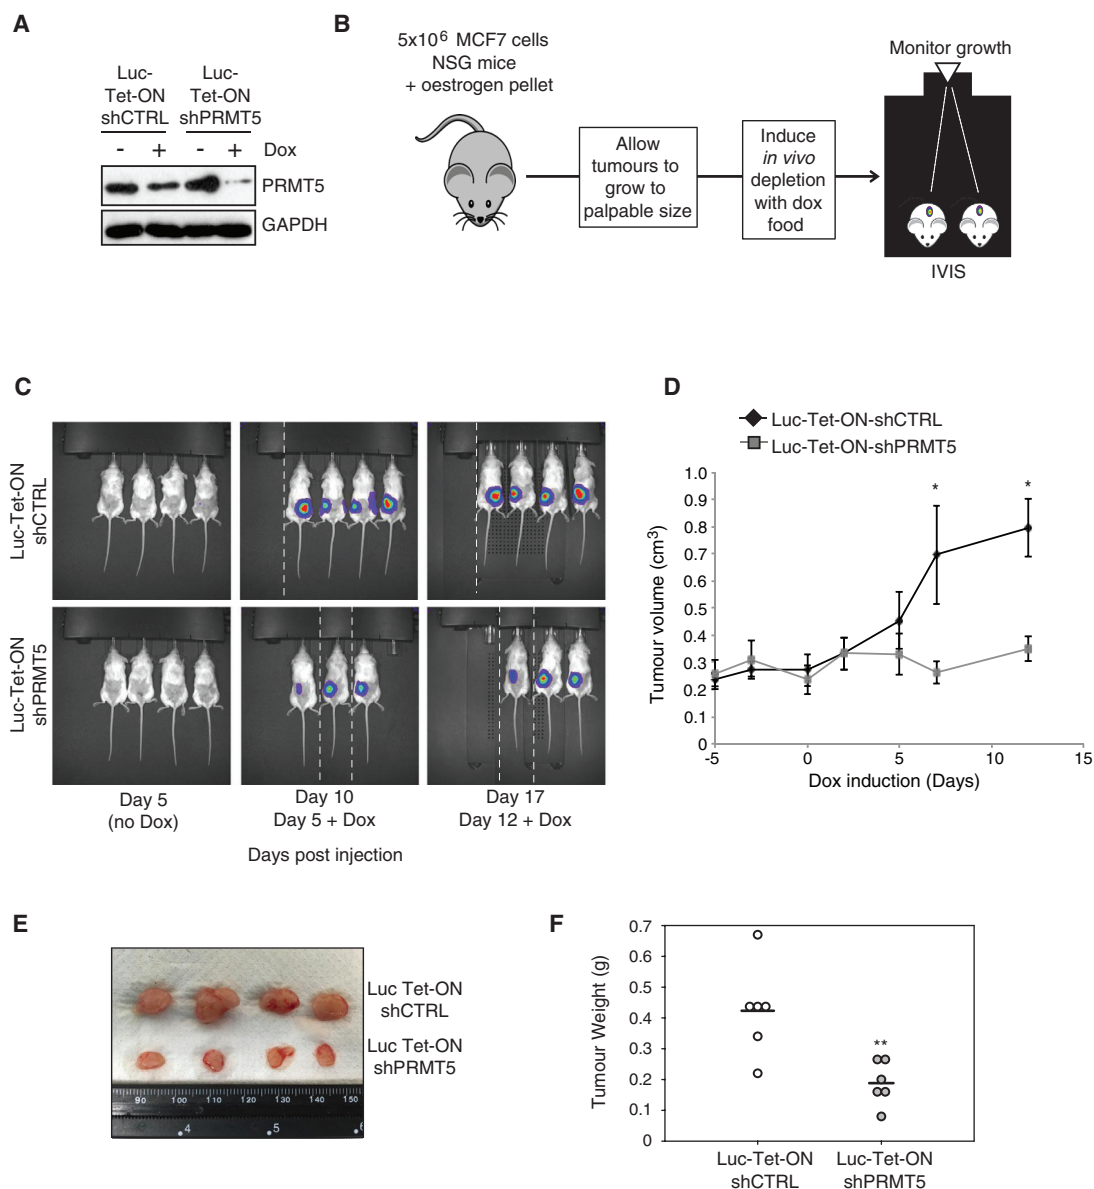 A
Luc-
Tet-ON
shCTRL
Luc-
Tet-ON
shPRMT5
- + - + Dox
PRMT5
GAPDH
B
5x10⁶ MCF7 cells
NSG mice
+ oestrogen pellet
Allow
tumours to
grow to
palpable size
Induce
in vivo
depletion
with dox
food
Monitor growth
IVIS
C
Luc-Tet-ON
shCTRL
Luc-Tet-ON
shPRMT5
Day 5
(no Dox)
Day 10
Day 5 + Dox
Day 17
Day 12 + Dox
Days post injection
D
Luc-Tet-ON-shCTRL
Luc-Tet-ON-shPRMT5
Tumour volume (cm³)
1.0
0.9
0.8
0.7
0.6
0.5
0.4
0.3
0.2
0.1
0
* *
-5 0 5 10 15
Dox induction (Days)
E
Luc Tet-ON
shCTRL
Luc Tet-ON
shPRMT5
90 100 110 120 130 140 150
4 5 6
F
Tumour Weight (g)
0.7
0.6
0.5
0.4
0.3
0.2
0.1
0
**
Luc-Tet-ON
shCTRL
Luc-Tet-ON
shPRMT5